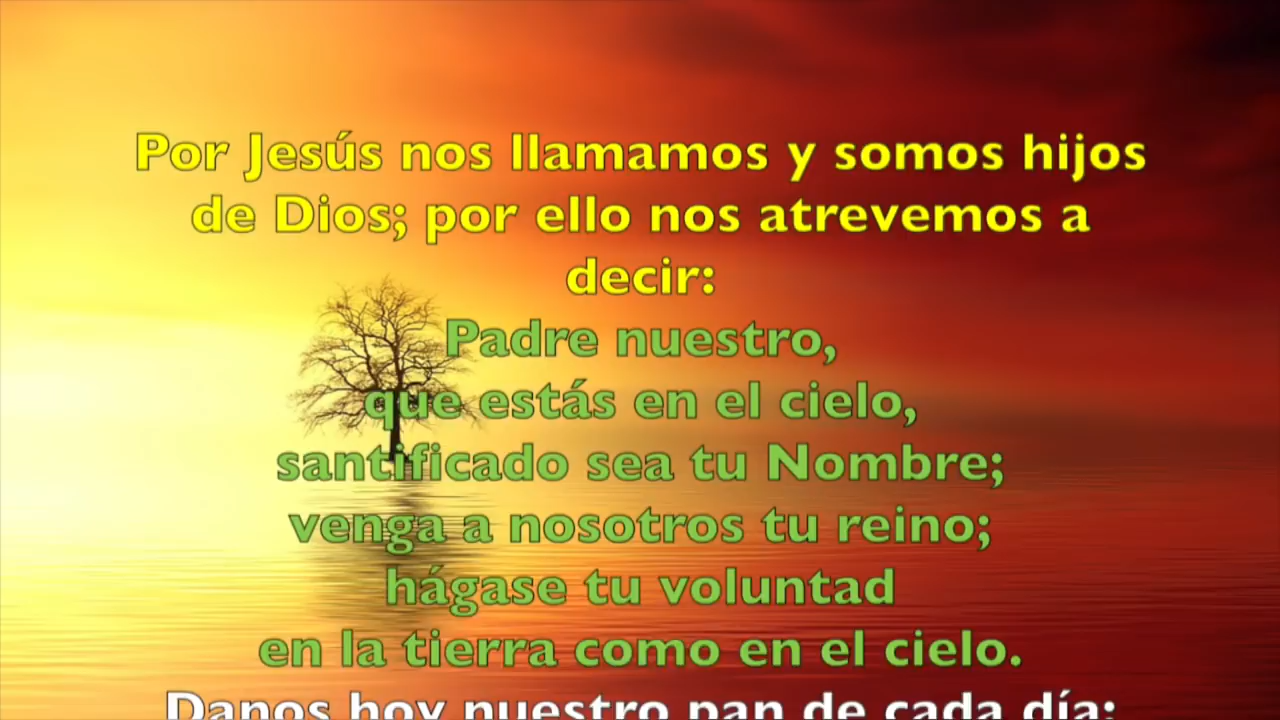 Por Jesús nos llamamos y somos hijos
de Dios; por ello nos atrevemos a
decir:
Padre nuestro,
que estás en el cielo,
santificado sea tu Nombre;
venga a nosotros tu reino;
hágase tu voluntad
en la tierra como en el cielo.
Danos hoy nuestro pan de cada día;